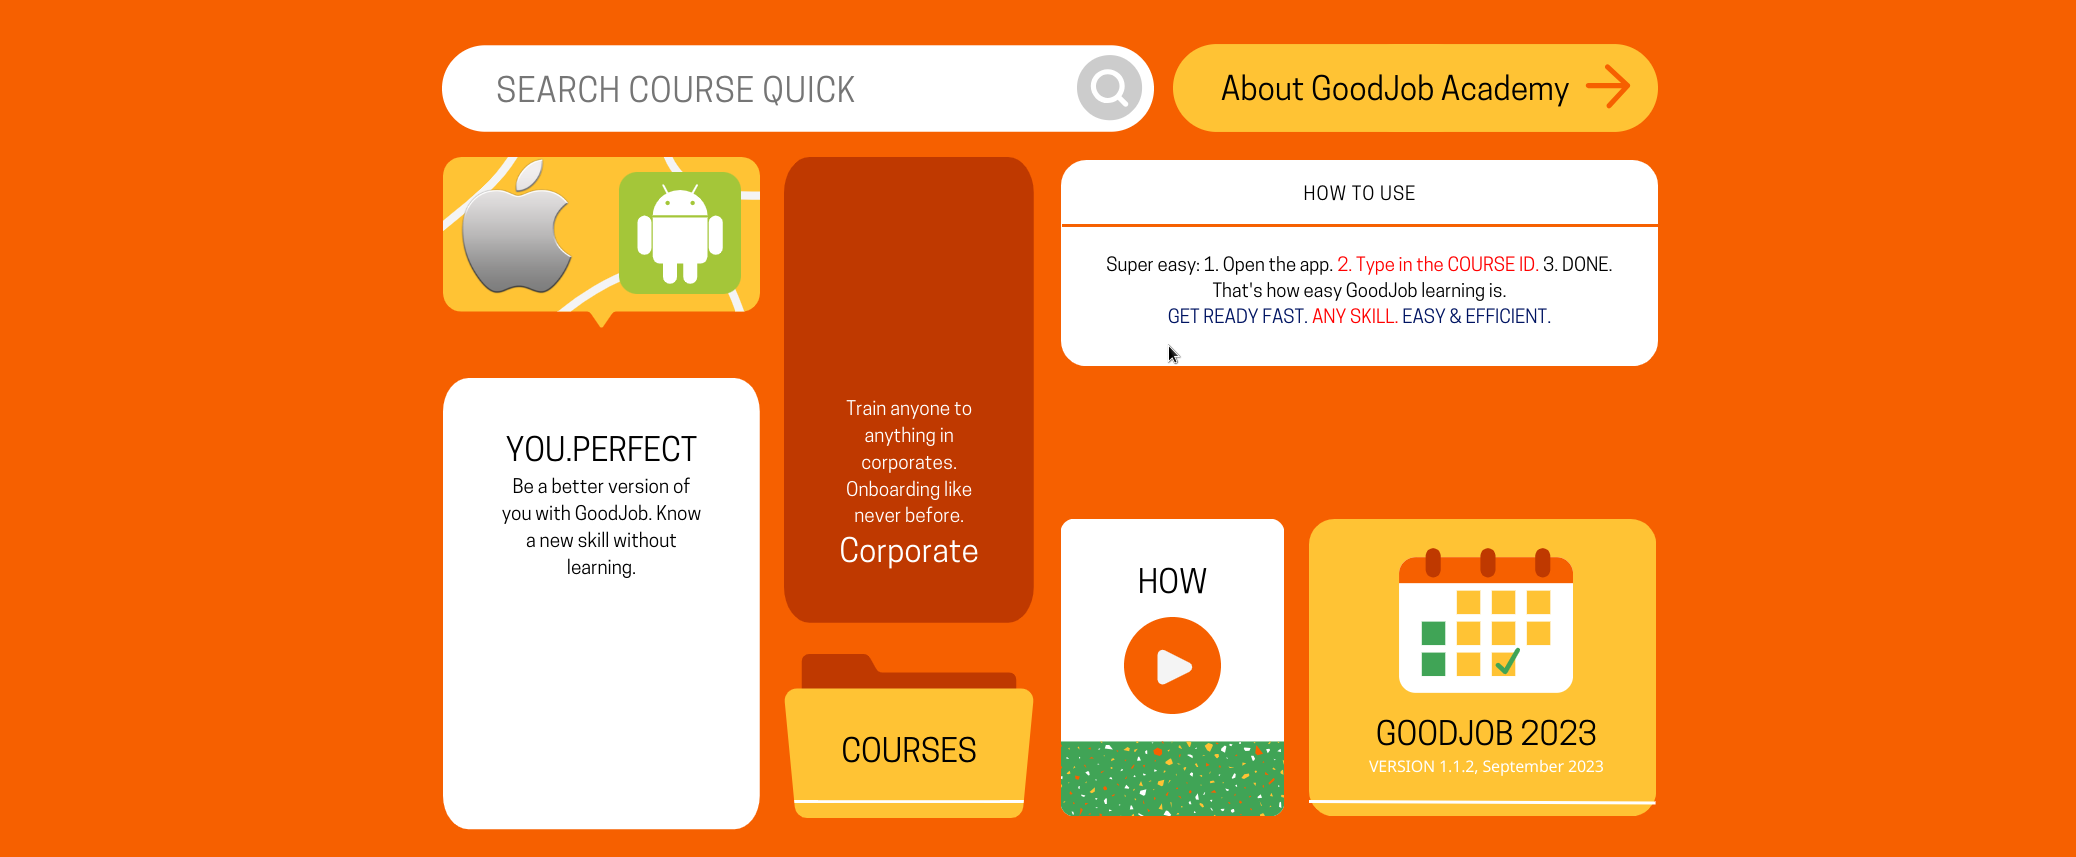 SEARCH COURSE QUICK
About GoodJob Academy
HOW TO USE
Super easy: 1. Open the app. 2. Type in the COURSE ID. 3. DONE.
That's how easy GoodJob learning is.
GET READY FAST. ANY SKILL. EASY & EFFICIENT.
YOU.PERFECT
Be a better version of
you with GoodJob. Know
a new skill without
learning.
Train anyone to
anything in
corporates.
Onboarding like
never before.
Corporate
COURSES
HOW
GOODJOB 2023
VERSION 1.1.2, September 2023